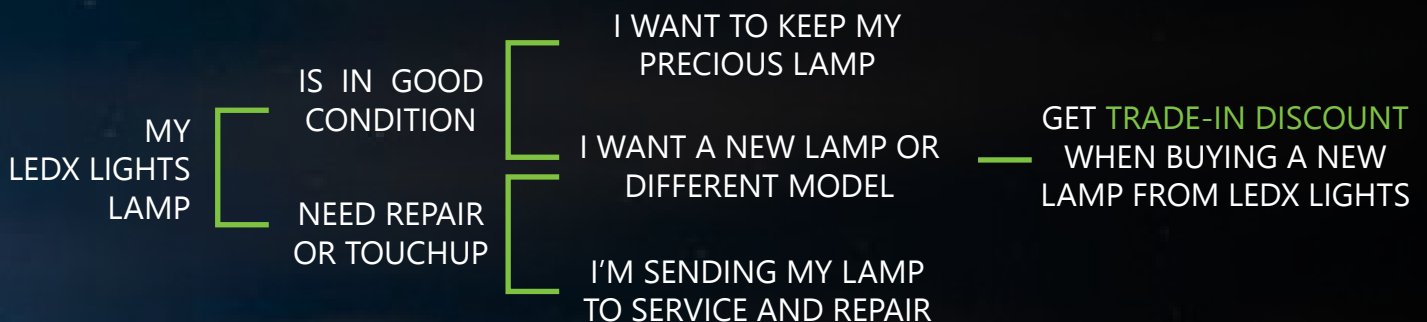 MY
LEDX LIGHTS
LAMP
IS IN GOOD
CONDITION
NEED REPAIR
OR TOUCHUP
I WANT TO KEEP MY
PRECIOUS LAMP
I WANT A NEW LAMP OR
DIFFERENT MODEL
I'M SENDING MY LAMP
TO SERVICE AND REPAIR
GET TRADE-IN DISCOUNT
WHEN BUYING A NEW
LAMP FROM LEDX LIGHTS